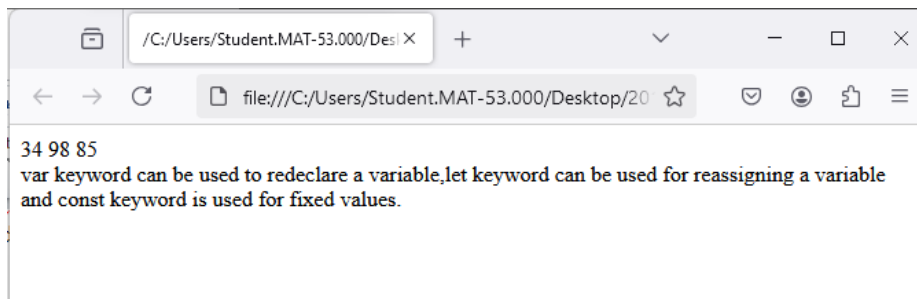 /C:/Users/Student.MAT-53.000/Des
file:///C:/Users/Student.MAT-53.000/Desktop/20
34 98 85
var keyword can be used to redeclare a variable,let keyword can be used for reassigning a variable
and const keyword is used for fixed values.